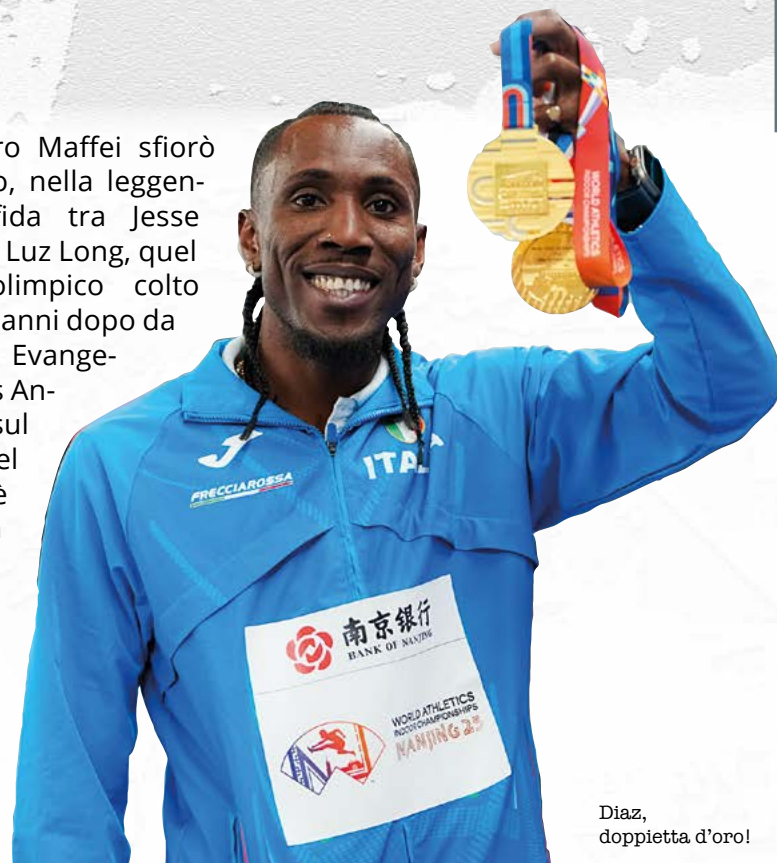 ro Maffei sfiorò
o, nella leggen-
fida tra Jesse
Luz Long, quel
olimpico colto
anni dopo da
Evange-
s An-
sul
el
è
FRECCIAROSSA
ITA
南京银行
BANK OF NANJING
WORLD ATHLETICS
INDOOR CHAMPIONSHIPS
NANJING 25
WORLD ATHLETICS
INDOOR CHAMPIONSHIPS
Diaz,
doppietta d'oro!